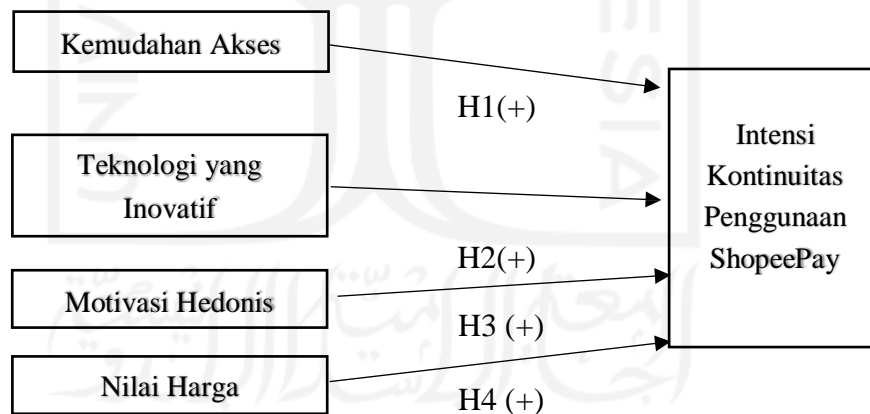 Kemudahan Akses
H1(+)
Teknologi yang
Inovatif
H2(+)
Motivasi Hedonis
H3 (+)
Nilai Harga
H4 (+)
Intensi
Kontinuitas
Penggunaan
ShopeePay